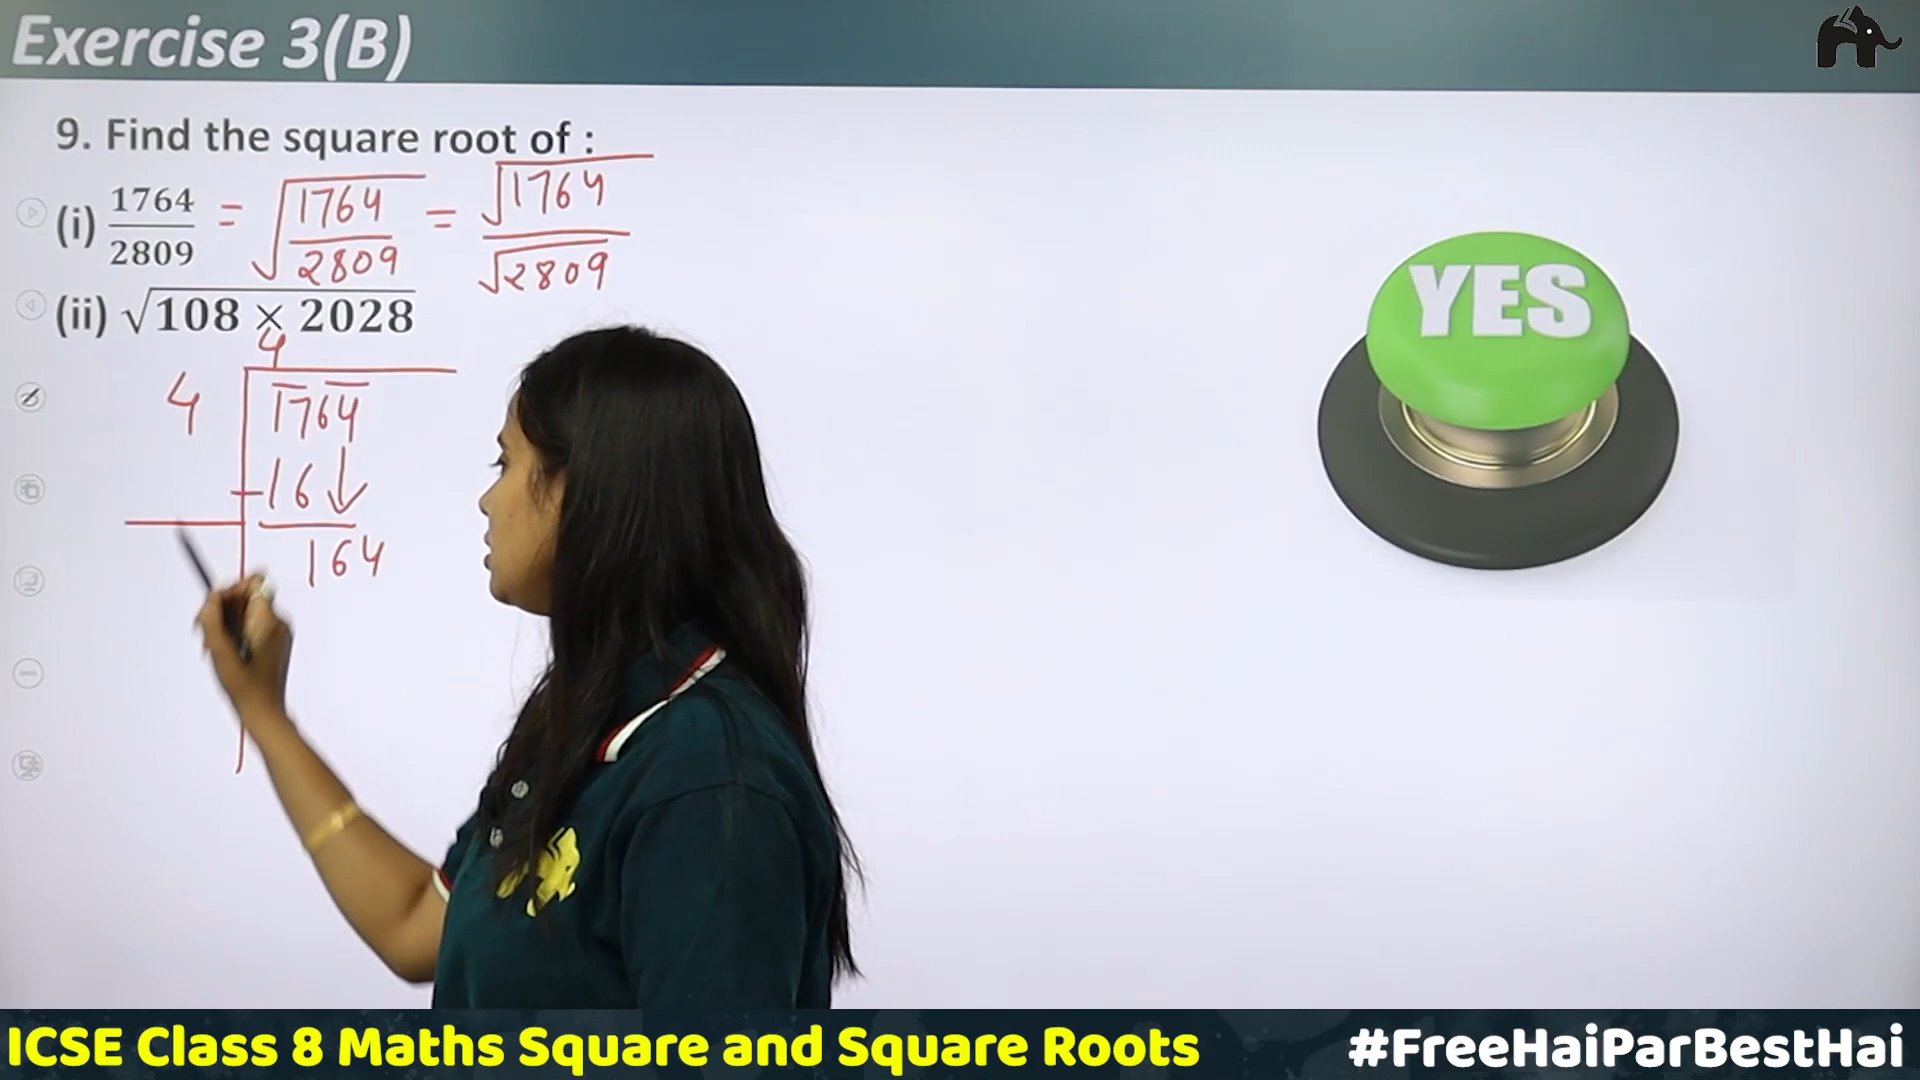 Exercise 3(B)
9. Find the square root of :
(i) 1764/2809 = √(1764/2809) = √1764/√2809
(ii) √108 × 2028
4
4 1764
-16
164
YES
ICSE Class 8 Maths Square and Square Roots
#FreeHaiParBestHai